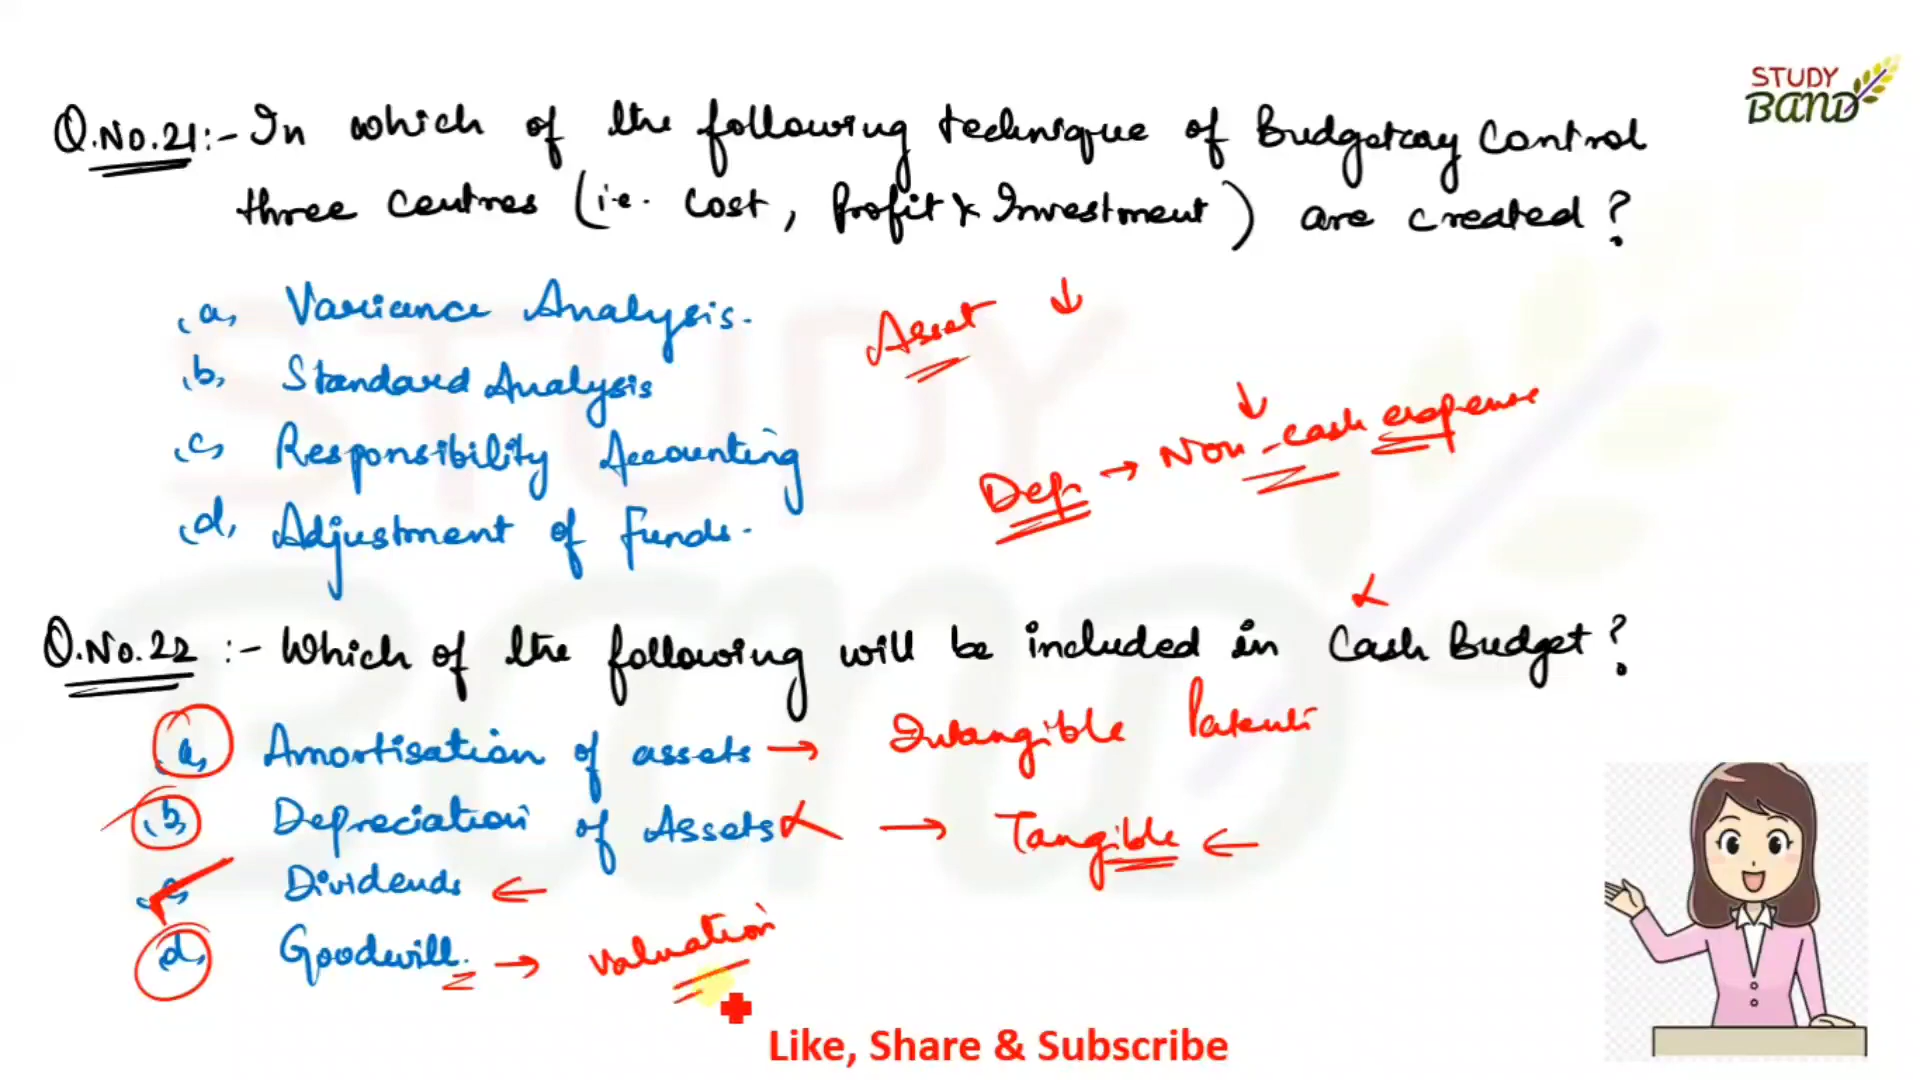 STUDY
BAND
Q.No.21:- In which of the following technique of Budgetary Control
three centres (i.e. Cost, Profit & Investment) are created?
(a) Variance Analysis.
(b) Standard Analysis
(c) Responsibility Accounting
(d) Adjustment of Funds.
Asset ↓
Dep. → Non-cash expense
Q.No.22 :- Which of the following will be included in Cash Budget?
(a) Amortisation of assets → Intangible Patents
(b) Depreciation of Assets → Tangible ←
(c) Dividends ←
(d) Goodwill. → Valuation
Like, Share & Subscribe